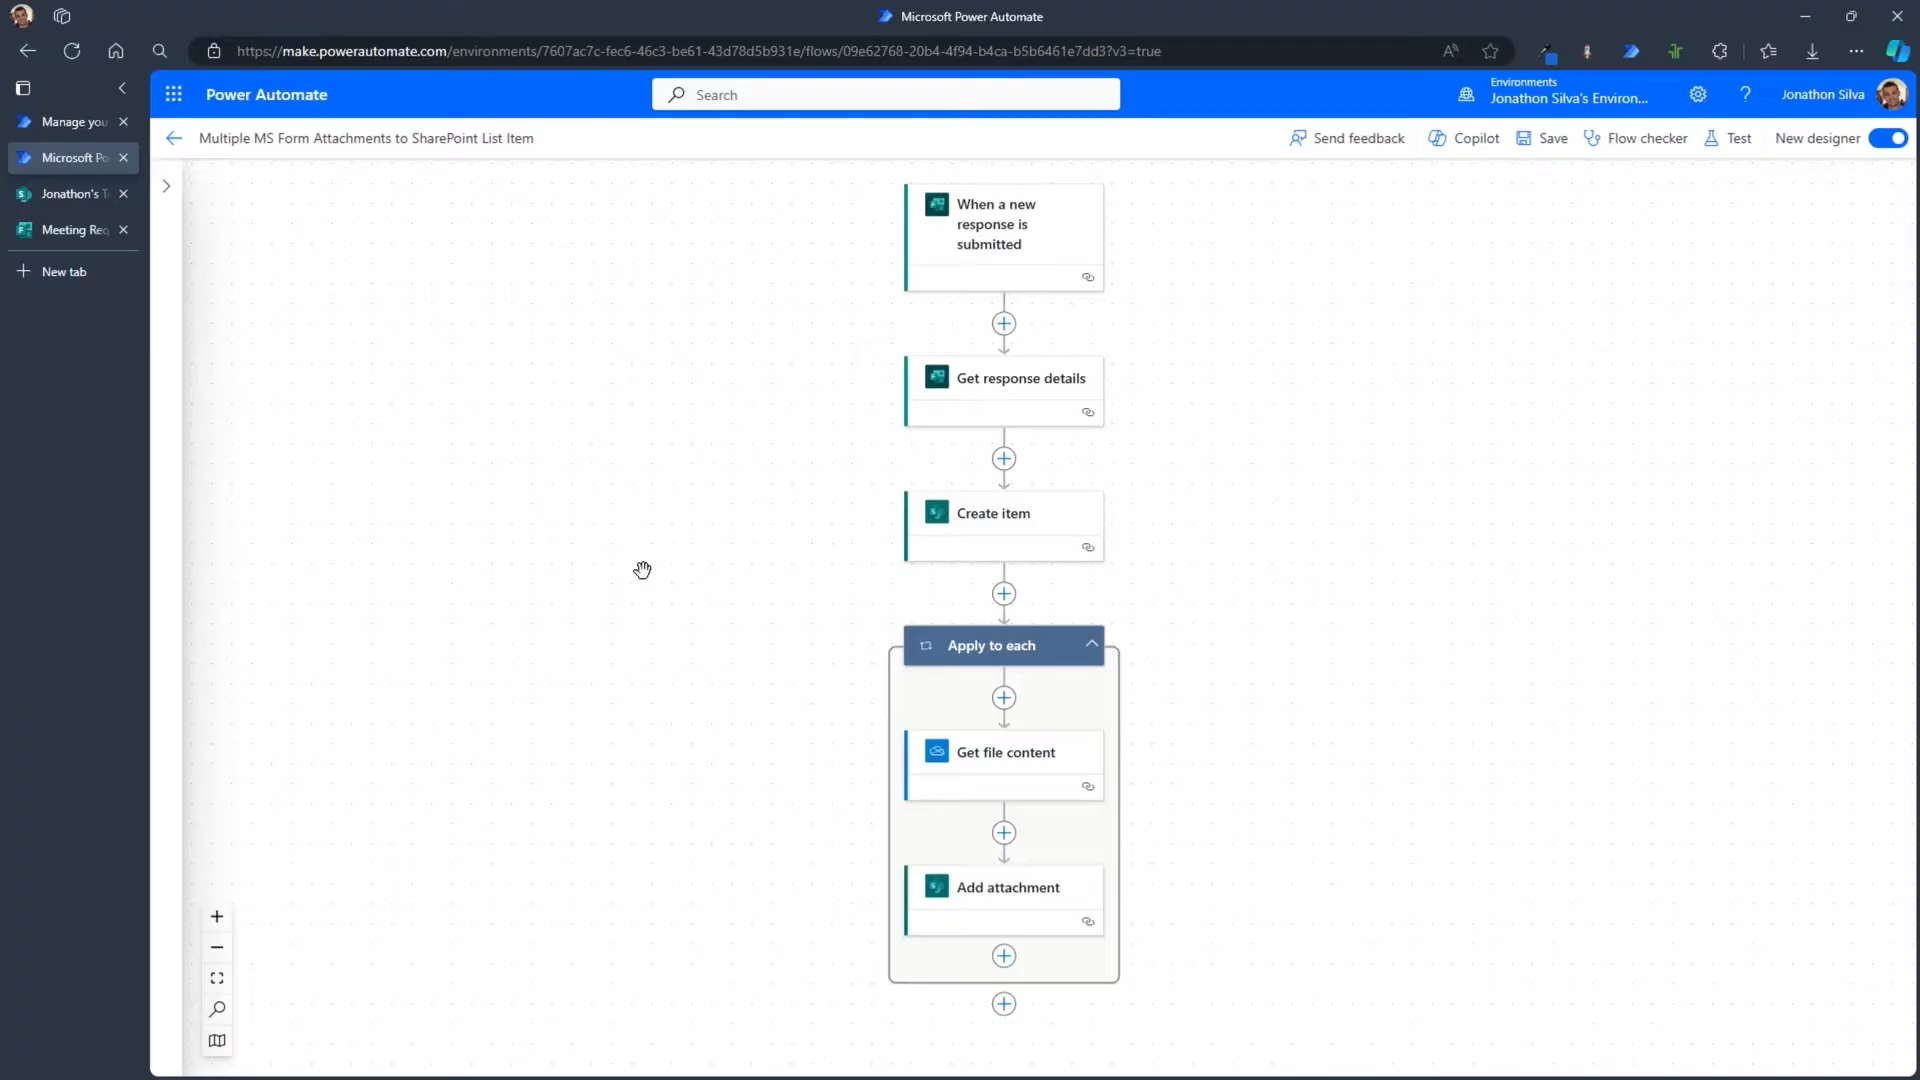 Microsoft Power Automate
https://make.powerautomate.com/environments/7607ac7c-fec6-46c3-be61-43d78d5b931e/flows/09e62768-20b4-4f94-b4ca-b5b6461e7dd3?v3=true
Power Automate
Search
Environments
Jonathon Silva's Environ...
Jonathon Silva
Manage you
Microsoft Po
Jonathon's T
Meeting Req
New tab
Multiple MS Form Attachments to SharePoint List Item
Send feedback
Copilot
Save
Flow checker
Test
New designer
When a new
response is
submitted
Get response details
Create item
Apply to each
Get file content
Add attachment